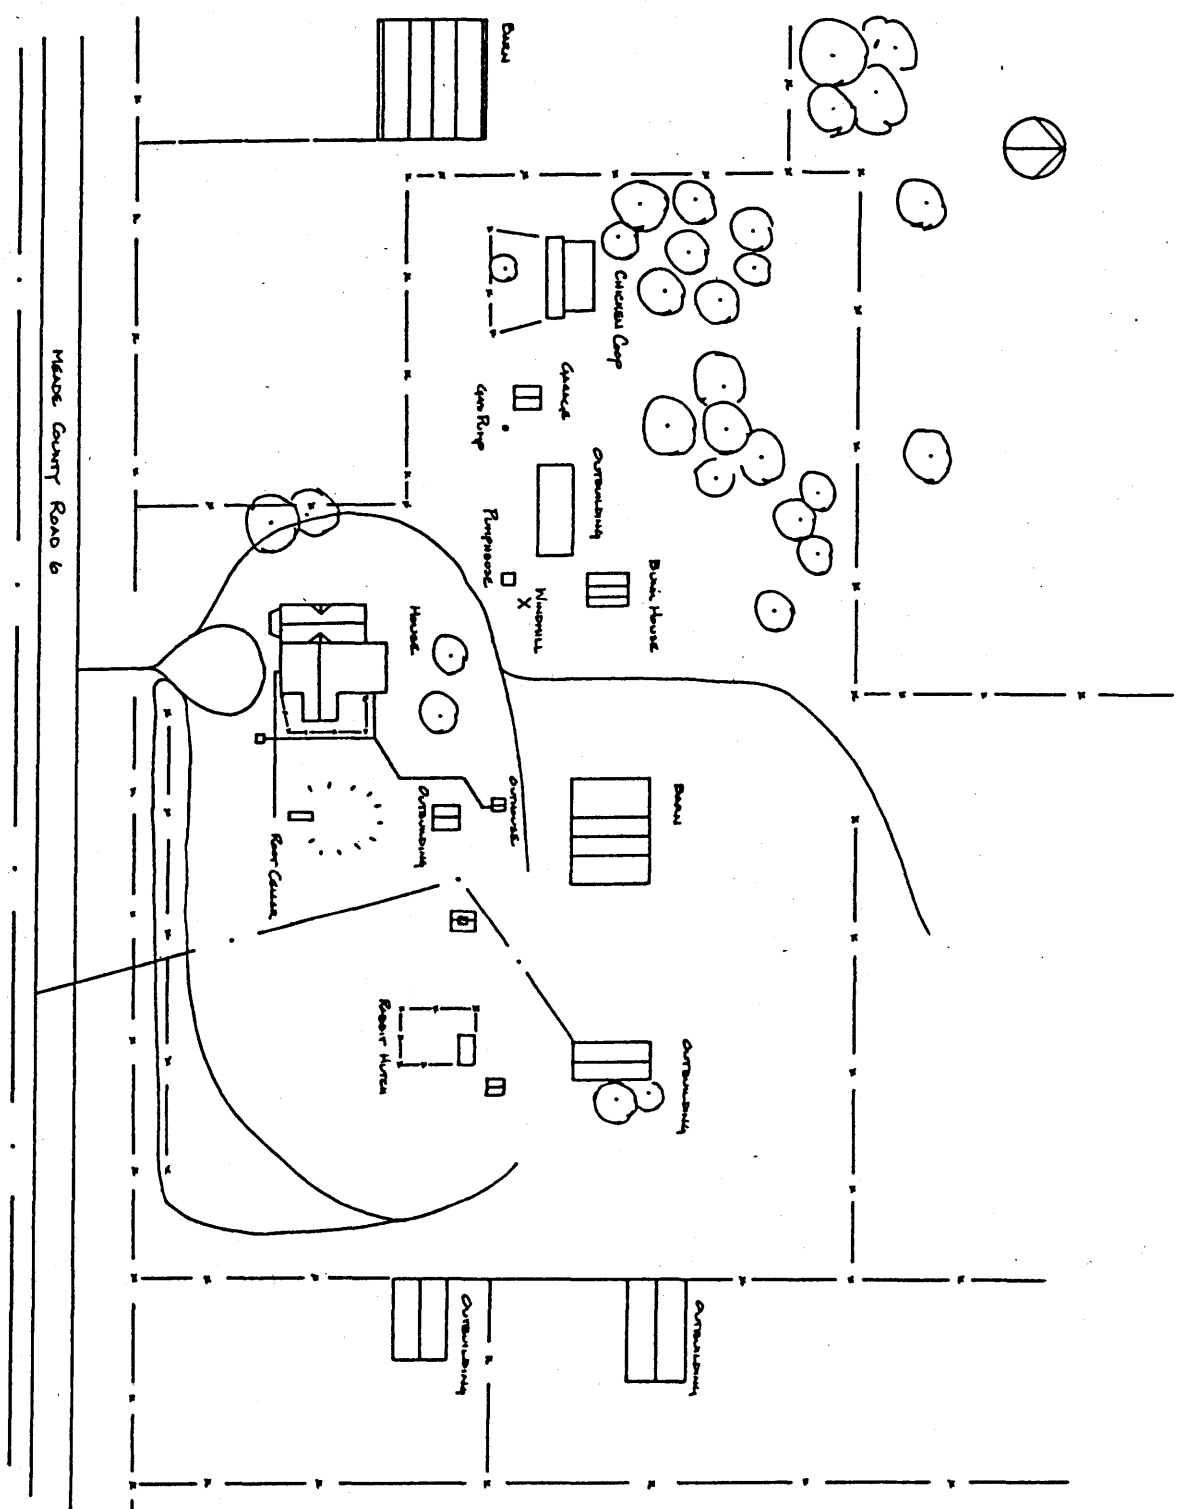 BARN
CHICKEN COOP
GARAGE
GAS PUMP
OUTBUILDING
PUMPHOUSE
WINDMILL
BUNK HOUSE
HOUSE
MEADE COUNTY ROAD 6
BARN
OUTHOUSE
OUTBUILDING
ROOT CELLAR
RABBIT HUTCH
OUTBUILDING
OUTBUILDING
OUTBUILDING